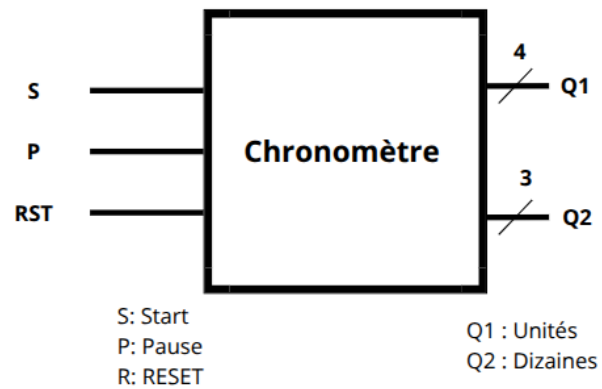 S
P
RST
Chronomètre
4
Q1
3
Q2
S: Start
P: Pause
R: RESET
Q1 : Unités
Q2 : Dizaines